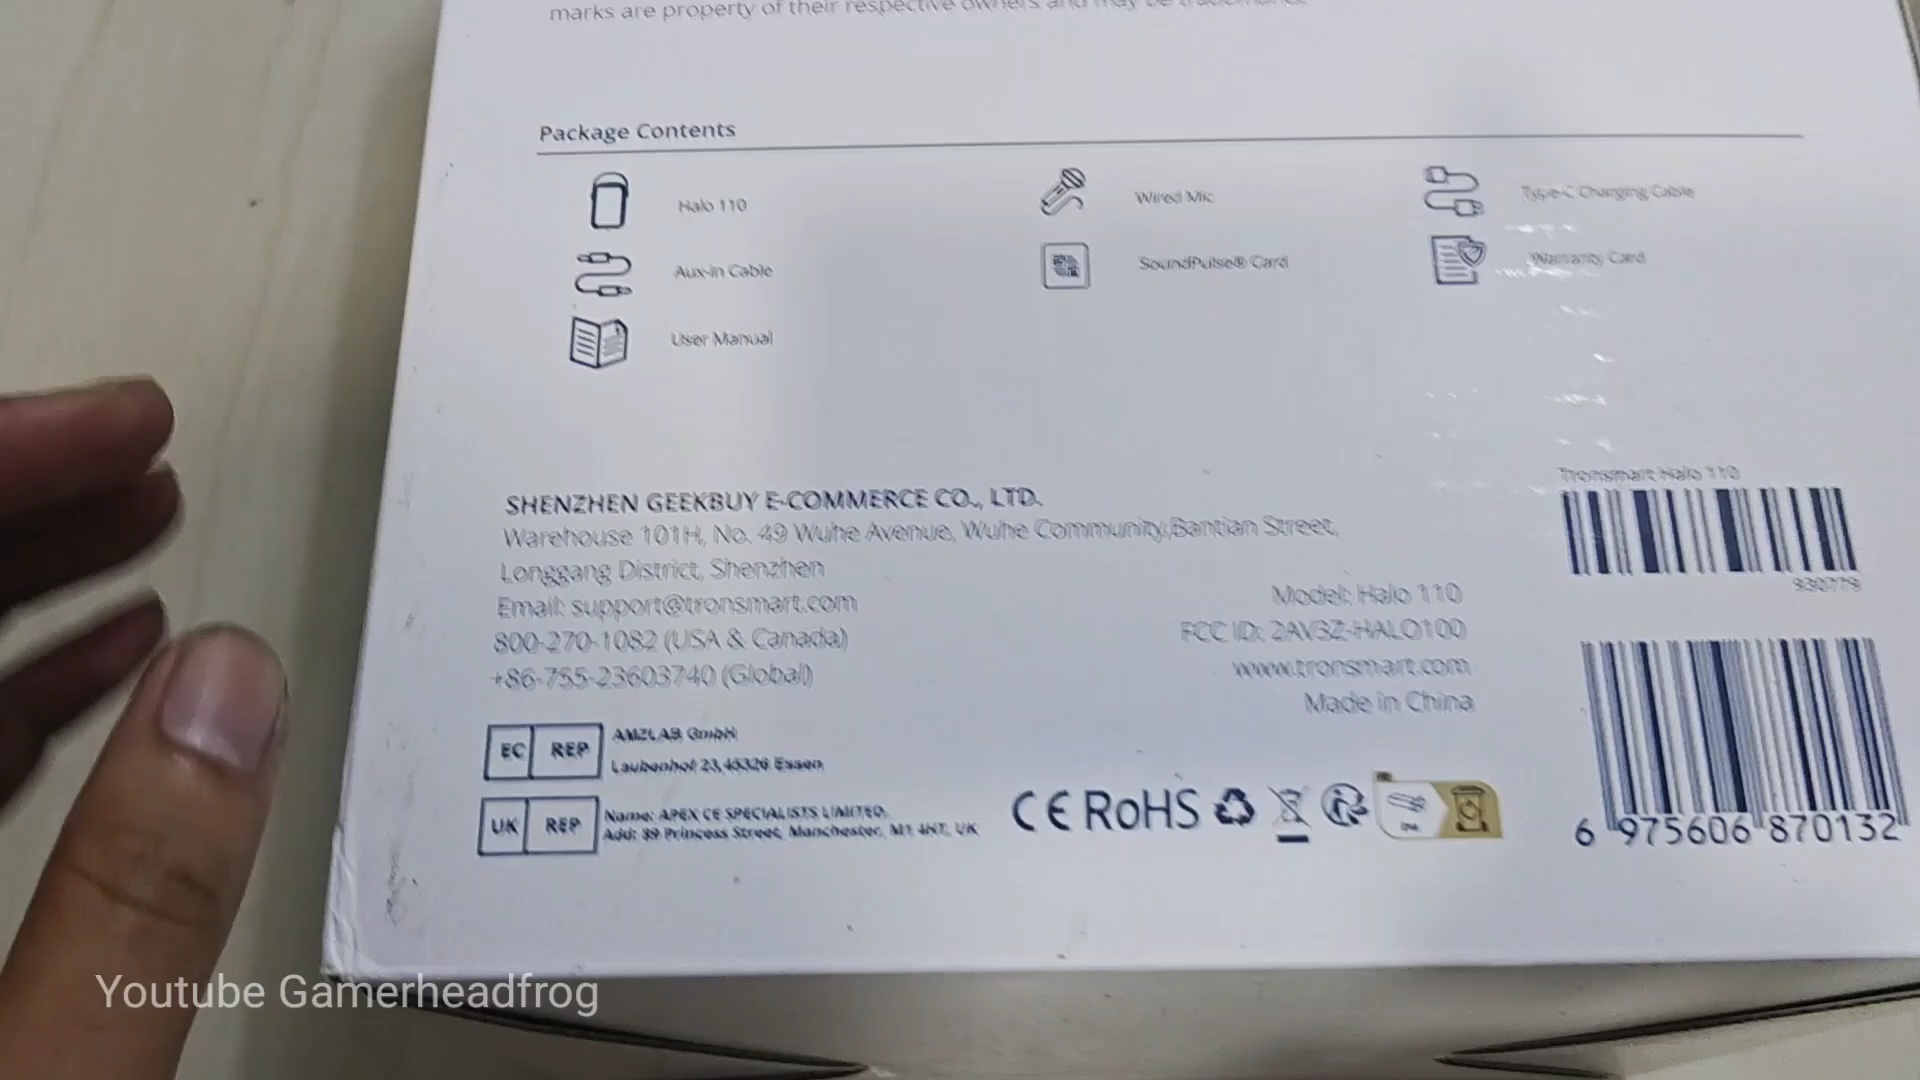 marks are property of their respective owners and may be trademarks.
Package Contents
Halo 110
Wired Mic
Type-C Charging Cable
Aux-in Cable
SoundPulse® Card
Warranty Card
User Manual
SHENZHEN GEEKBUY E-COMMERCE CO., LTD.
Warehouse 101H, No. 49 Wuhe Avenue, Wuhe Community,Bantian Street,
Longgang District, Shenzhen
Email: support@tronsmart.com
800-270-1082 (USA & Canada)
+86-755-23603740 (Global)
Model: Halo 110
FCC ID: 2AV3Z-HALO100
www.tronsmart.com
Made in China
Tronsmart Halo 110
930779
6 975606 870132
EC REP
AMZLAB GmbH
Laubenhof 23, 45326 Essen
UK REP
Name: APEX CE SPECIALISTS LIMITED.
Add: 89 Princess Street, Manchester, M1 4HT, UK
CE RoHS
Youtube Gamerheadfrog